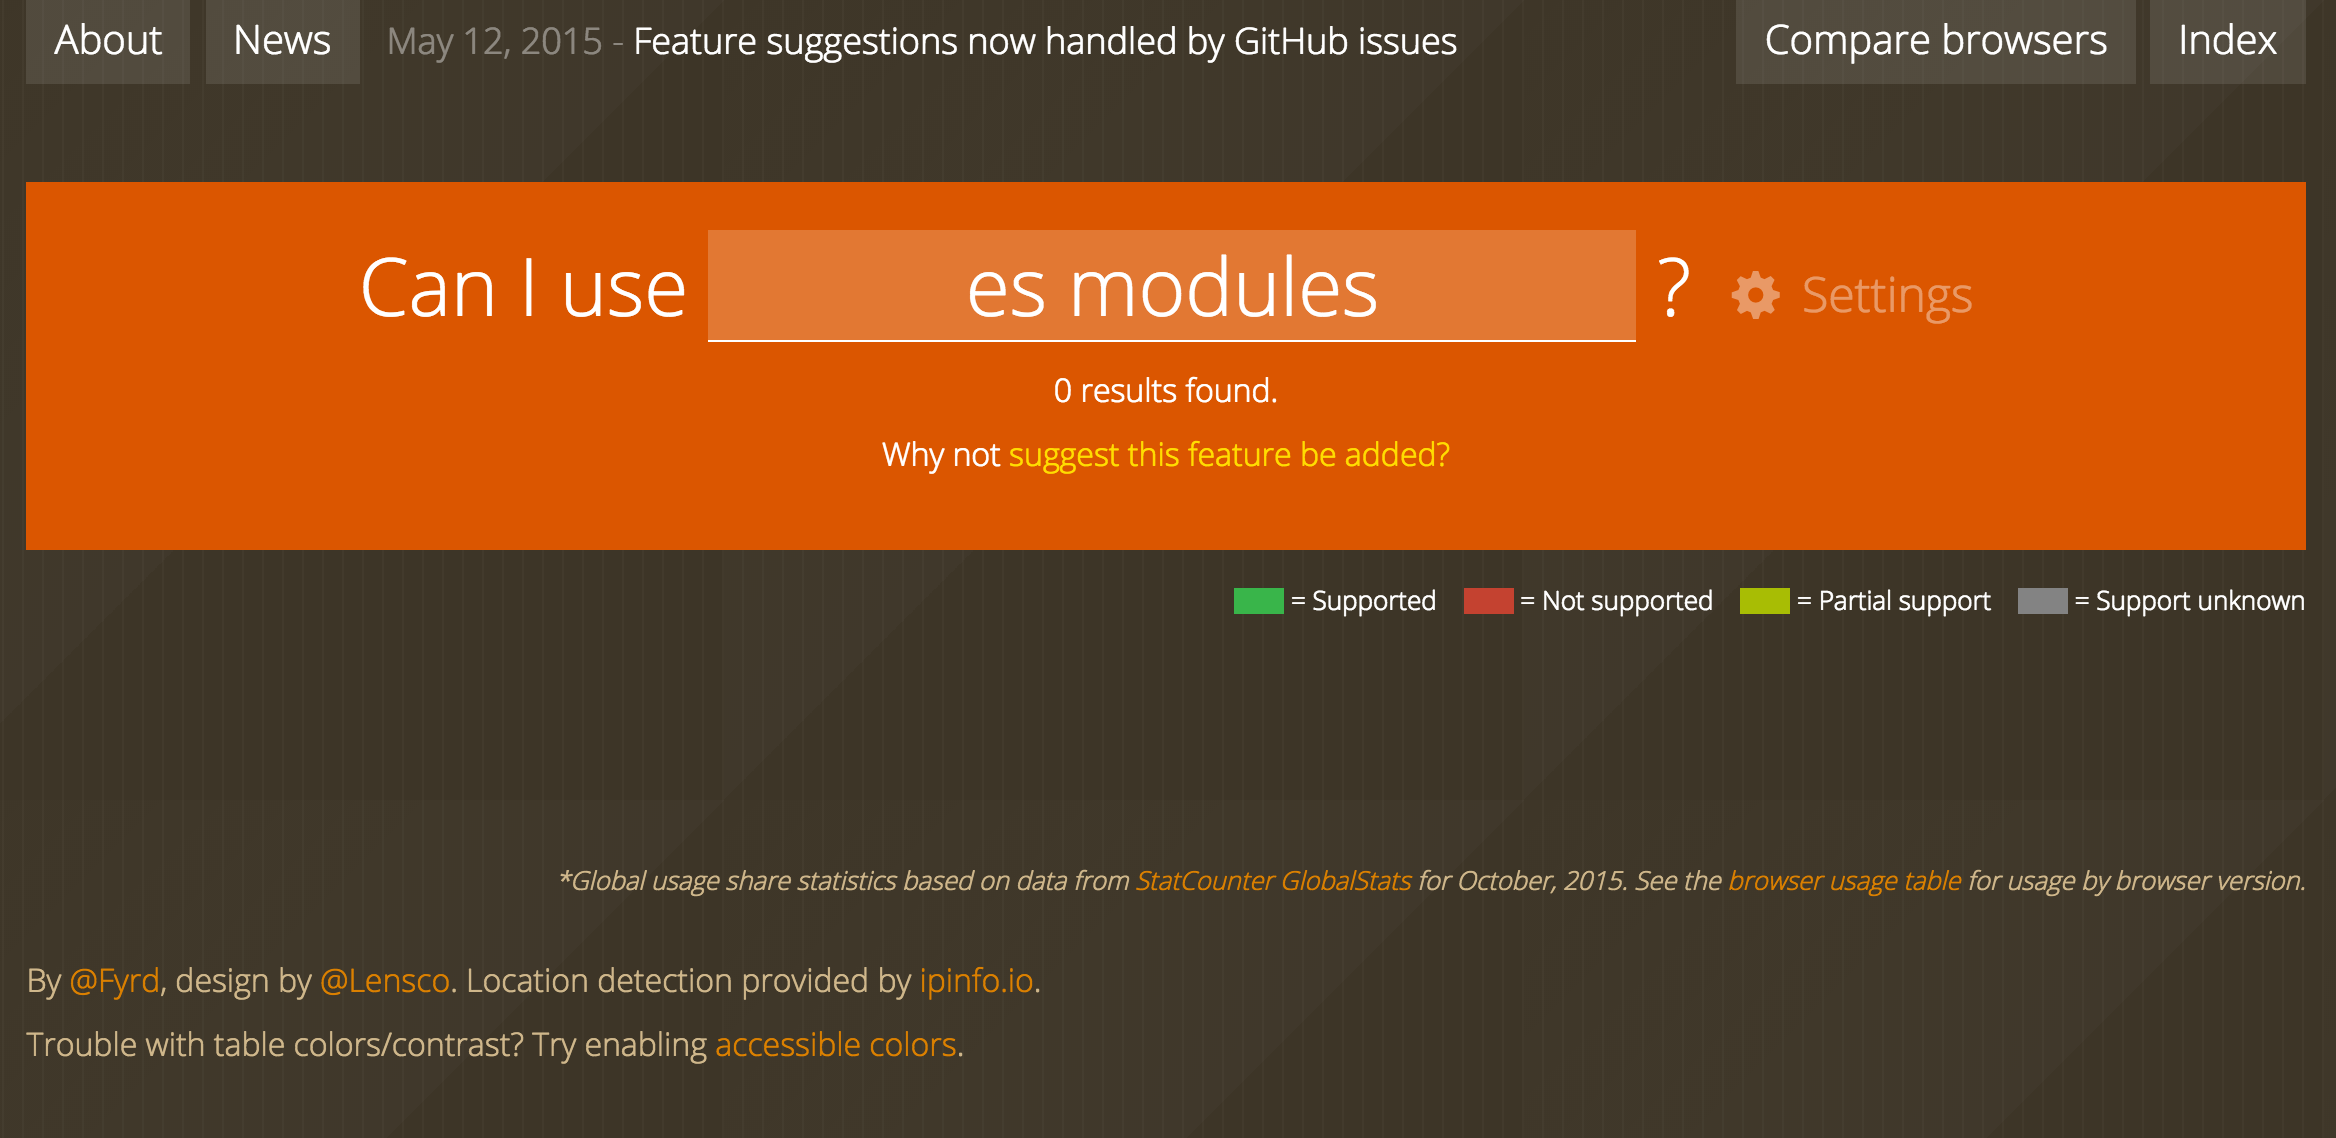 About News May 12, 2015 - Feature suggestions now handled by GitHub issues Compare browsers Index
Can I use es modules ? Settings
0 results found.
Why not suggest this feature be added?
= Supported = Not supported = Partial support = Support unknown
*Global usage share statistics based on data from StatCounter GlobalStats for October, 2015. See the browser usage table for usage by browser version.
By @Fyrd, design by @Lensco. Location detection provided by ipinfo.io.
Trouble with table colors/contrast? Try enabling accessible colors.